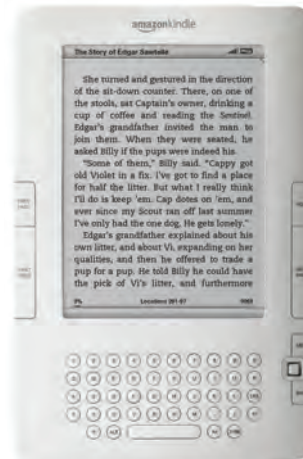 amazonkindle
The Story of Edgar Sawtelle
She turned and gestured in the direction
of the sit-down counter. There, on one of
the stools, sat Captain's owner, drinking a
cup of coffee and reading the Sentinel.
Edgar's grandfather invited the man to
join them. When they were seated, he
asked Billy if the pups were indeed his.
"Some of them," Billy said. "Cappy got
old Violet in a fix. I've got to find a place
for half the litter. But what I really think
I'll do is keep 'em. Cap dotes on 'em, and
ever since my Scout ran off last summer
I've only had the one dog. He gets lonely."
Edgar's grandfather explained about his
own litter, and about Vi, expanding on her
qualities, and then he offered to trade a
pup for a pup. He told Billy he could have
the pick of Vi's litter, and furthermore
Locations 391-97